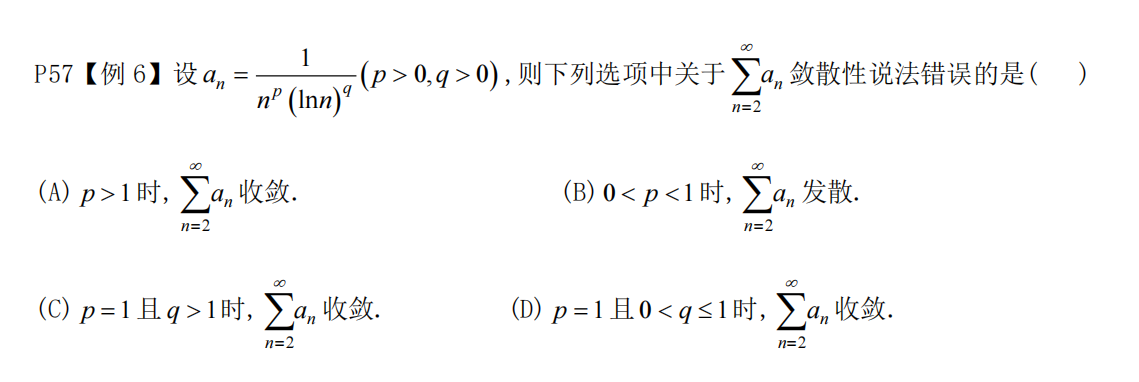 P57【例 6】设 $a_n = \frac{1}{n^p (\ln n)^q} (p > 0, q > 0)$,则下列选项中关于 $\sum_{n=2}^{\infty} a_n$ 敛散性说法错误的是( )
(A) $p > 1$ 时, $\sum_{n=2}^{\infty} a_n$ 收敛. (B) $0 < p < 1$ 时, $\sum_{n=2}^{\infty} a_n$ 发散.
(C) $p = 1$ 且 $q > 1$ 时, $\sum_{n=2}^{\infty} a_n$ 收敛. (D) $p = 1$ 且 $0 < q \leq 1$ 时, $\sum_{n=2}^{\infty} a_n$ 收敛.